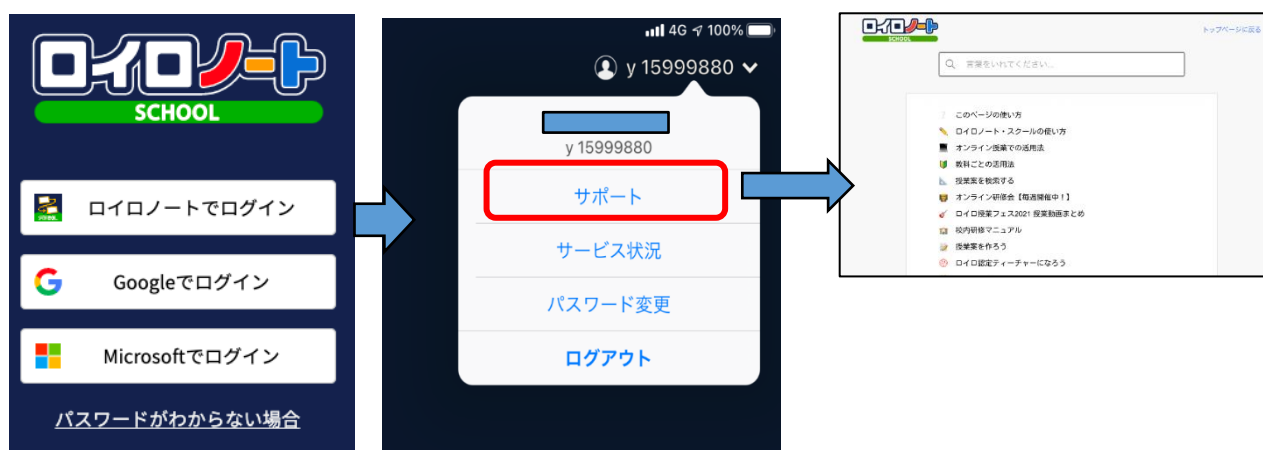 ロイロノート
SCHOOL
ロイロノートでログイン
Googleでログイン
Microsoftでログイン
パスワードがわからない場合
4G 100%
y 15999880
y 15999880
サポート
サービス状況
パスワード変更
ログアウト
ロイロノート
SCHOOL
トップページに戻る
言葉をいれてください...
このページの使い方
ロイロノート・スクールの使い方
オンライン授業での活用法
教科ごとの活用法
授業案を検索する
オンライン研修会【毎週開催中！】
ロイロ授業フェス2021 授業動画まとめ
校内研修マニュアル
授業案を作ろう
ロイロ認定ティーチャーになろう